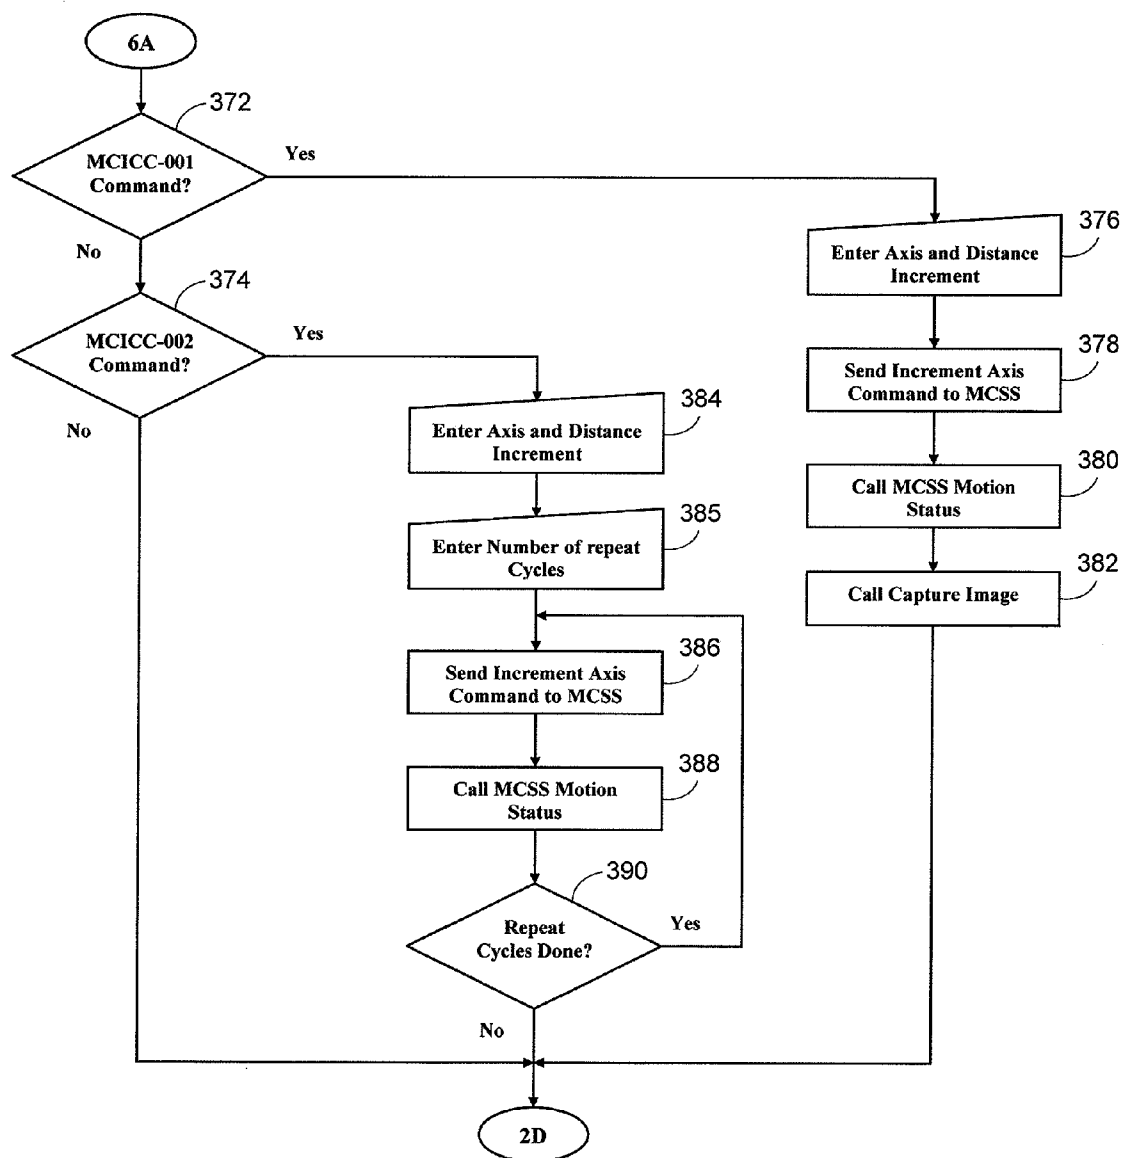 6A
372
MCICC-001
Command?
Yes
No
376
Enter Axis and Distance
Increment
374
MCICC-002
Command?
Yes
No
378
Send Increment Axis
Command to MCSS
384
Enter Axis and Distance
Increment
380
Call MCSS Motion
Status
385
Enter Number of repeat
Cycles
382
Call Capture Image
386
Send Increment Axis
Command to MCSS
388
Call MCSS Motion
Status
390
Repeat
Cycles Done?
Yes
No
2D